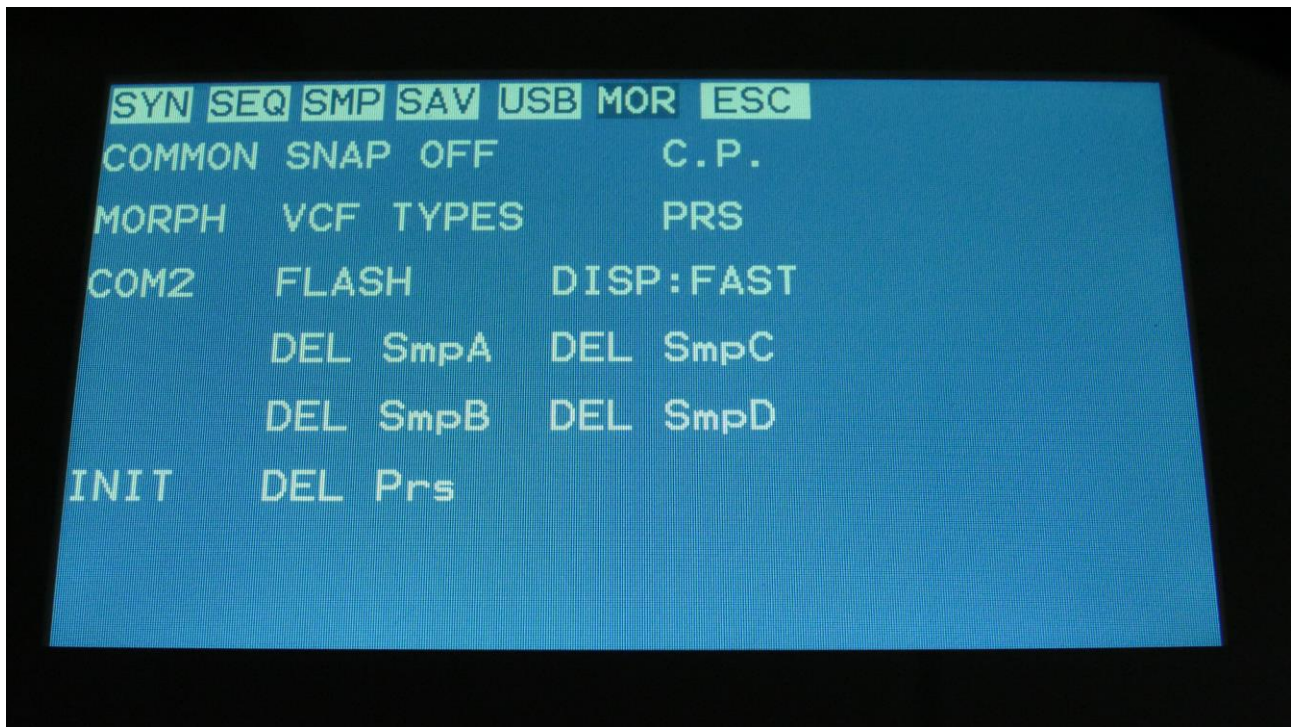 SYN SEQ SMP SAV USB MOR ESC
COMMON SNAP OFF C.P.
MORPH VCF TYPES PRS
COM2 FLASH DISP:FAST
DEL SmpA DEL SmpC
DEL SmpB DEL SmpD
INIT DEL Prs